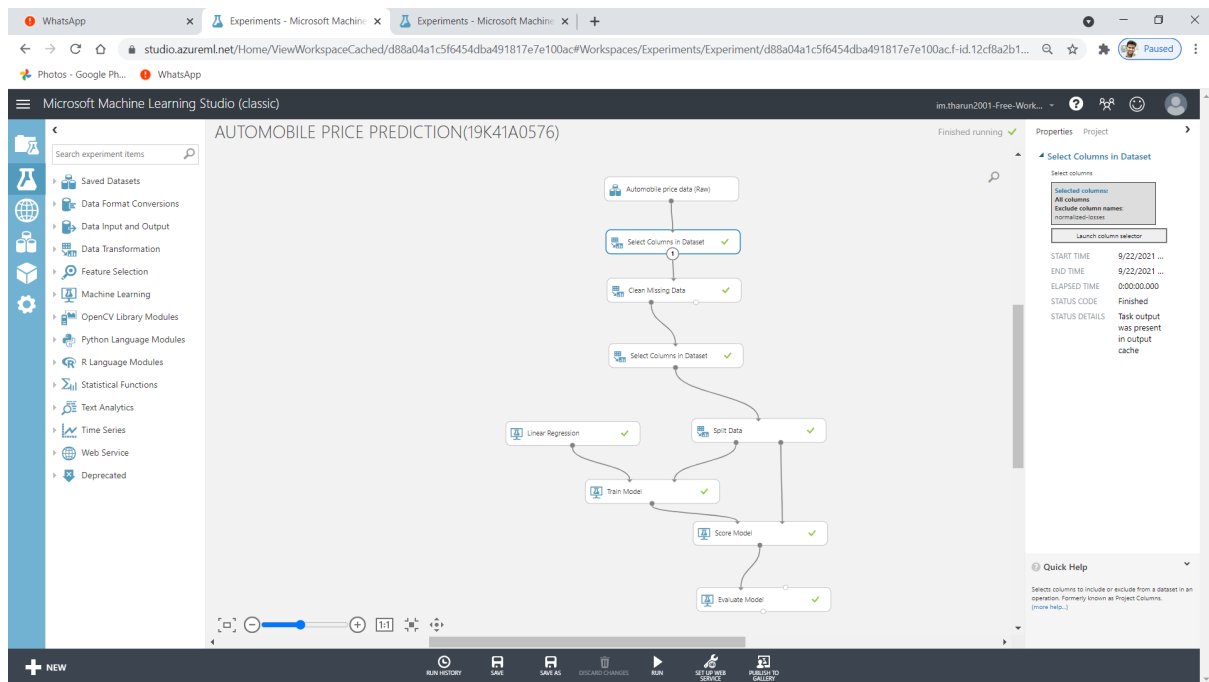 WhatsApp
Experiments - Microsoft Machine
Experiments - Microsoft Machine
studio.azureml.net/Home/ViewWorkspaceCached/d88a04a1c5f6454dba491817e7e100ac#Workspaces/Experiments/Experiment/d88a04a1c5f6454dba491817e7e100ac.f-id.12cf8a2b1...
Paused
Photos - Google Ph...
WhatsApp
Microsoft Machine Learning Studio (classic)
im.tharun2001-Free-Work...
Search experiment items
Saved Datasets
Data Format Conversions
Data Input and Output
Data Transformation
Feature Selection
Machine Learning
OpenCV Library Modules
Python Language Modules
R Language Modules
Statistical Functions
Text Analytics
Time Series
Web Service
Deprecated
AUTOMOBILE PRICE PREDICTION(19K41A0576)
Finished running
Automobile price data (Raw)
Select Columns in Dataset
1
Clean Missing Data
Select Columns in Dataset
Linear Regression
Split Data
Train Model
Score Model
Evaluate Model
1:1
Properties Project
Select Columns in Dataset
Select columns
Selected columns:
All columns
Exclude column names:
normalized-losses
Launch column selector
START TIME 9/22/2021 ...
END TIME 9/22/2021 ...
ELAPSED TIME 0:00:00.000
STATUS CODE Finished
STATUS DETAILS Task output
was present
in output
cache
Quick Help
Selects columns to include or exclude from a dataset in an
operation. Formerly known as Project Columns.
(more help...)
NEW
RUN HISTORY
SAVE
SAVE AS
DISCARD CHANGES
RUN
SET UP WEB
SERVICE
PUBLISH TO
GALLERY